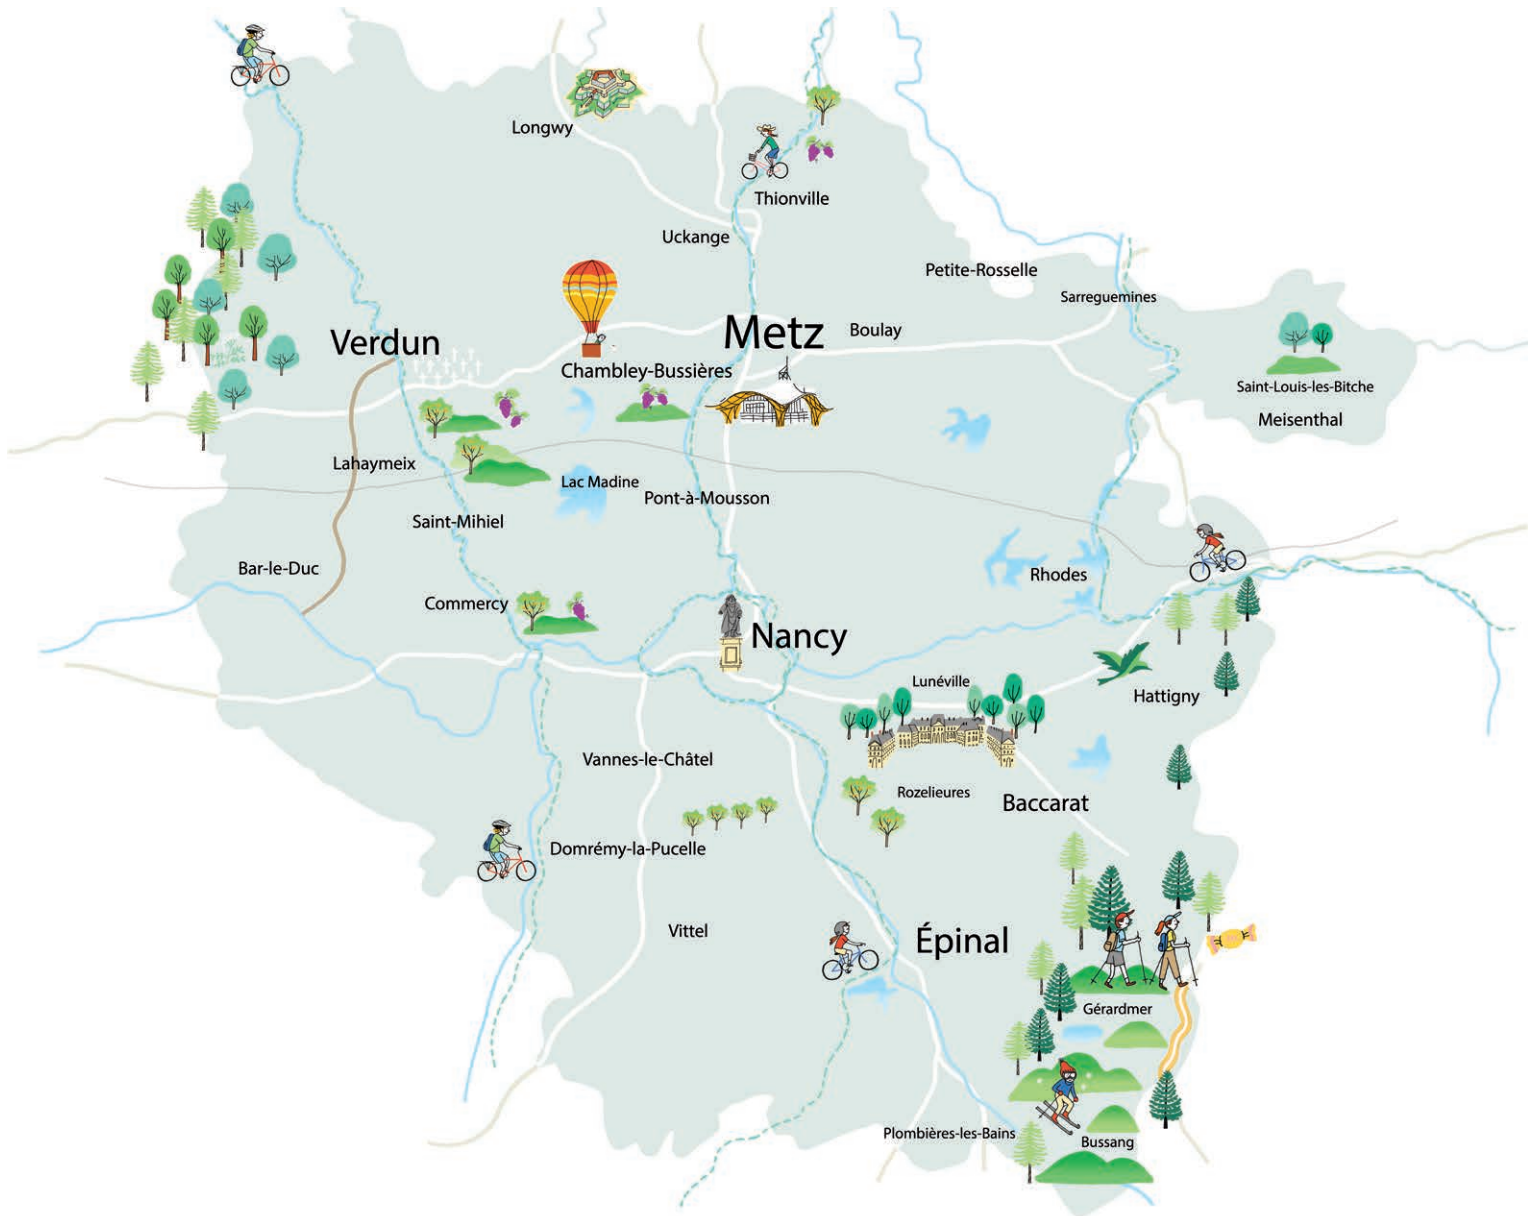 Longwy
Thionville
Uckange
Petite-Rosselle
Sarreguemines
Verdun
Metz
Boulay
Chambley-Bussières
Saint-Louis-les-Bitche
Meisenthal
Lahaymeix
Lac Madine
Pont-à-Mousson
Saint-Mihiel
Bar-le-Duc
Rhodes
Commercy
Nancy
Lunéville
Hattigny
Vannes-le-Châtel
Rozelieures
Baccarat
Domrémy-la-Pucelle
Vittel
Épinal
Gérardmer
Plombières-les-Bains
Bussang